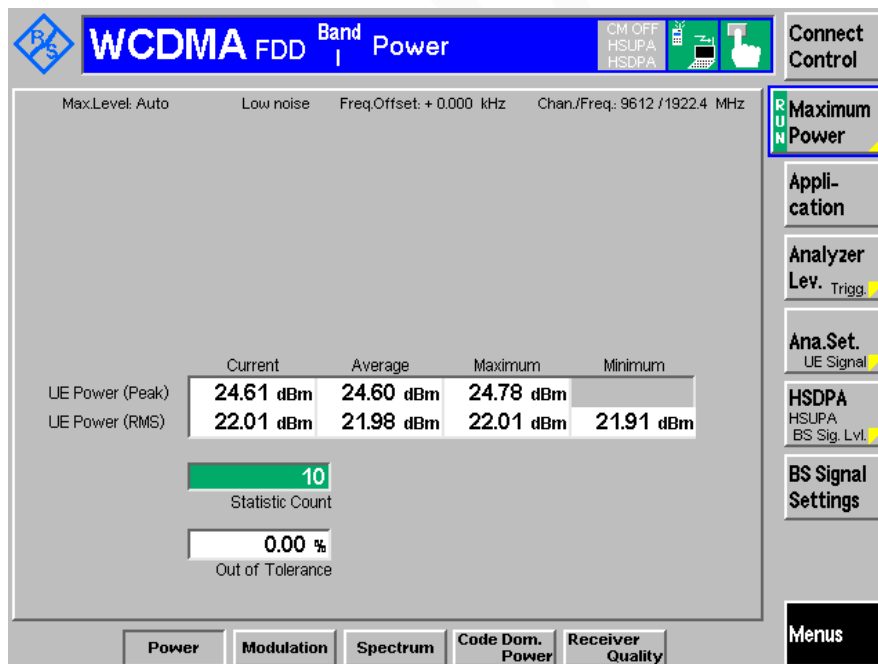 R&S WCDMA FDD Band I Power
CM OFF
HSUPA
HSDPA
Connect
Control
Max.Level: Auto Low noise Freq.Offset: + 0.000 kHz Chan./Freq.: 9612 / 1922.4 MHz
RUN
Maximum
Power
Appli-
cation
Analyzer
Lev. Trigg.
Ana.Set.
UE Signal
HSDPA
HSUPA
BS Sig. Lvl.
BS Signal
Settings
Menus
Current Average Maximum Minimum
UE Power (Peak) 24.61 dBm 24.60 dBm 24.78 dBm
UE Power (RMS) 22.01 dBm 21.98 dBm 22.01 dBm 21.91 dBm
10
Statistic Count
0.00 %
Out of Tolerance
Power Modulation Spectrum Code Dom. Power Receiver Quality